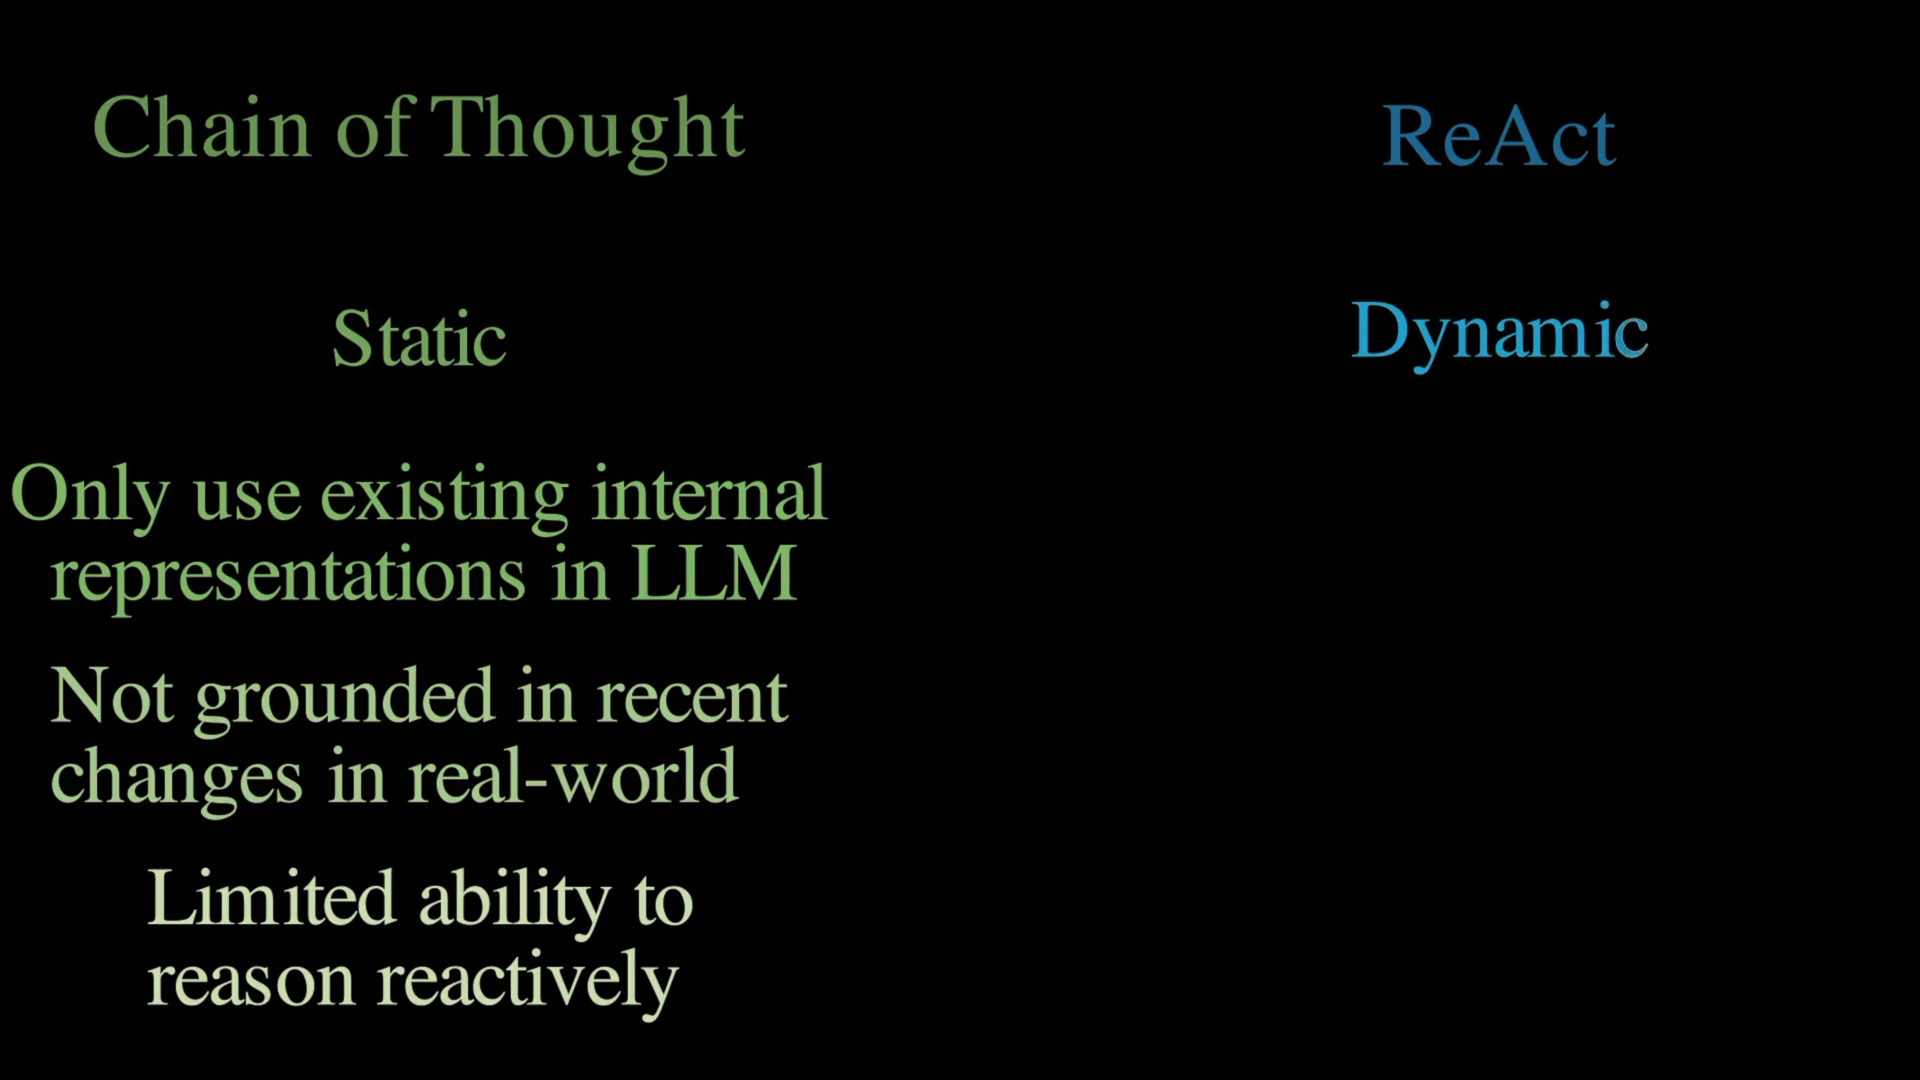 Chain of Thought
ReAct
Static
Dynamic
Only use existing internal
representations in LLM
Not grounded in recent
changes in real-world
Limited ability to
reason reactively